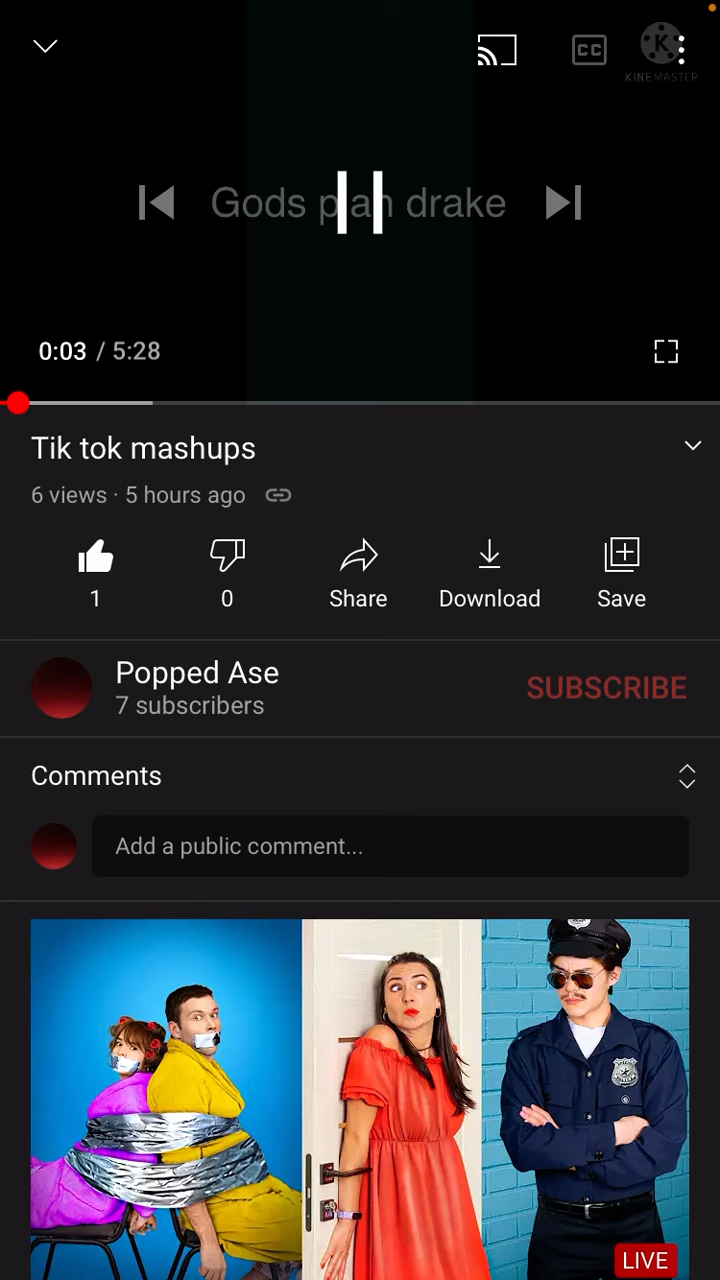 CC
K
KINEMASTER
Gods plan drake
0:03 / 5:28
Tik tok mashups
6 views · 5 hours ago
1
0
Share
Download
Save
Popped Ase
7 subscribers
SUBSCRIBE
Comments
Add a public comment...
LIVE